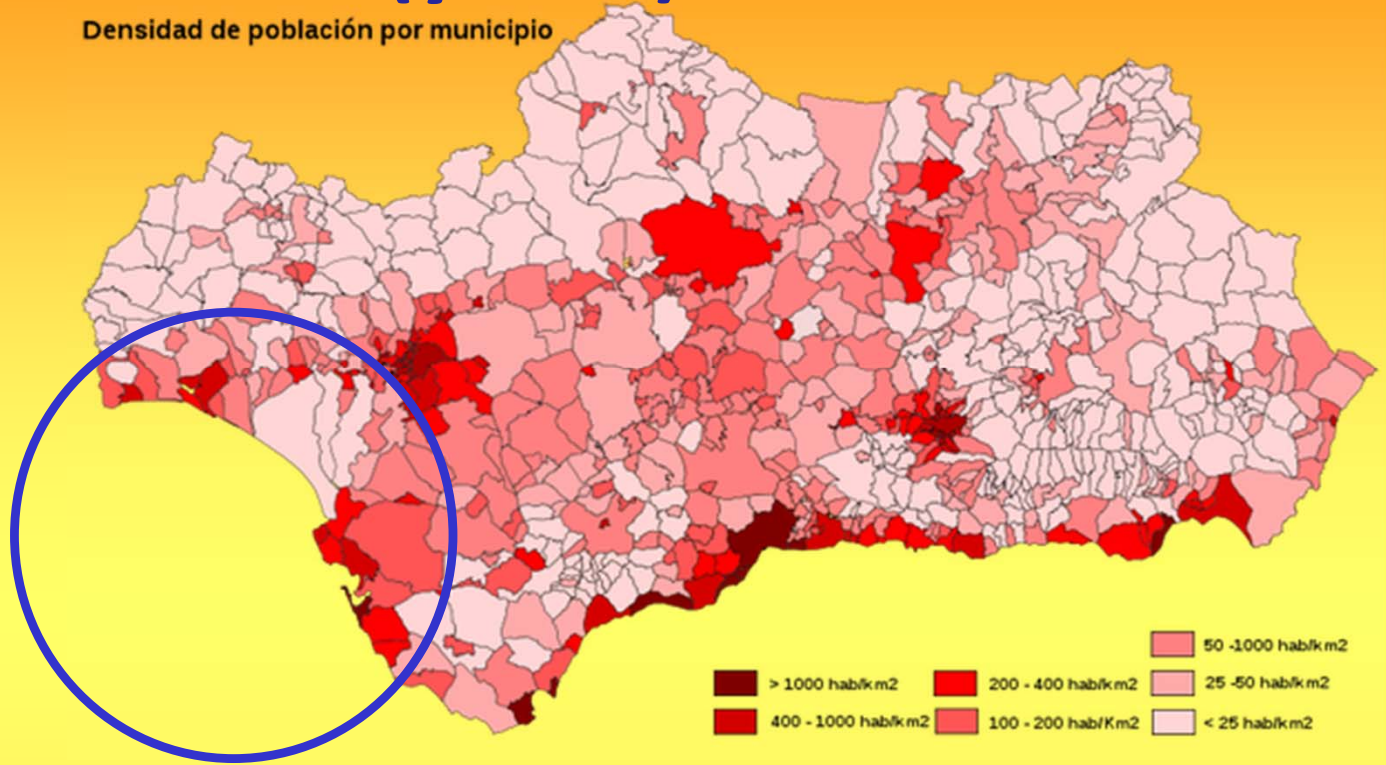 Densidad de población por municipio
50 -1000 hab/km2
> 1000 hab/km2
200 - 400 hab/km2
25 -50 hab/km2
400 - 1000 hab/km2
100 - 200 hab/Km2
< 25 hab/km2